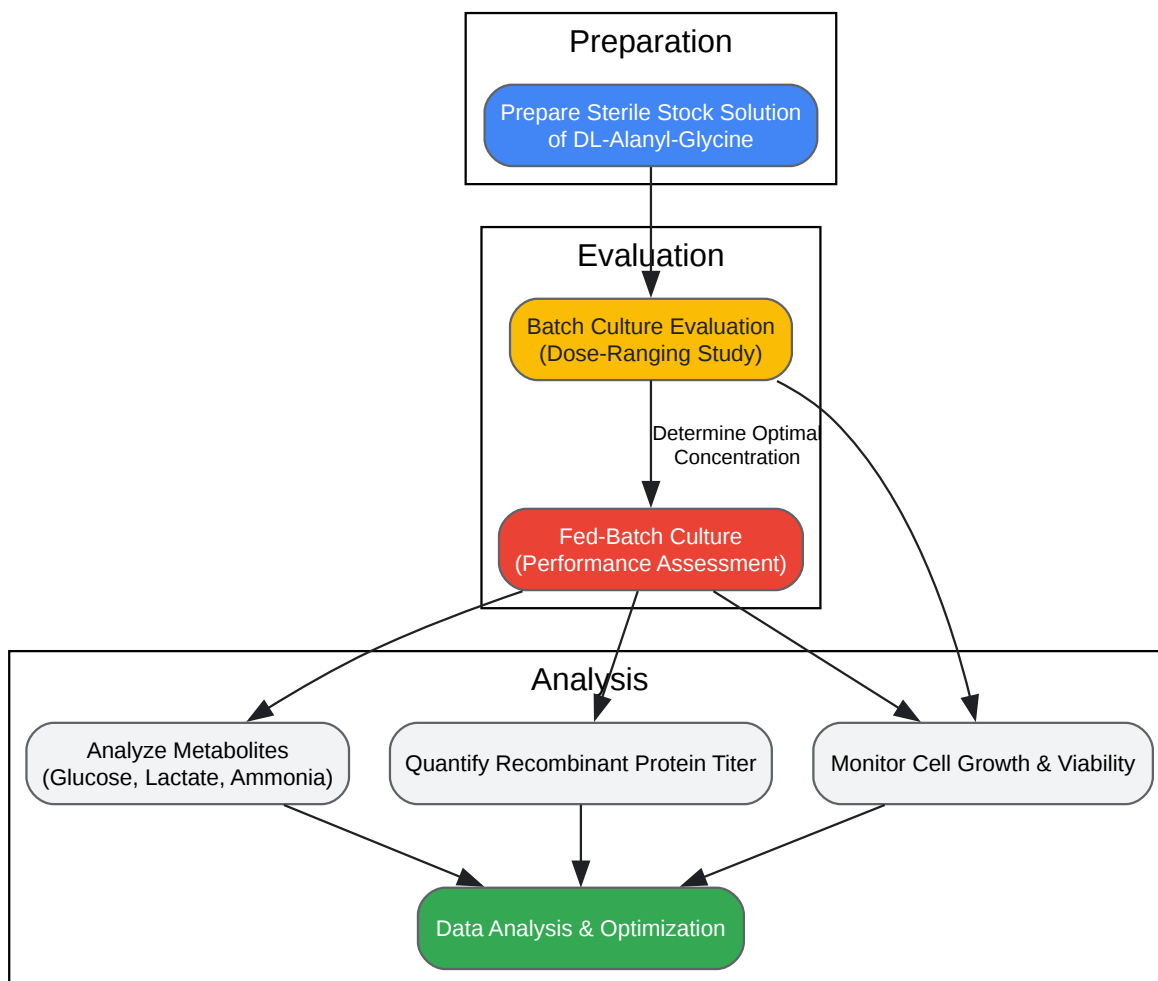 Preparation
Prepare Sterile Stock Solution
of DL-Alanyl-Glycine
Evaluation
Batch Culture Evaluation
(Dose-Ranging Study)
Determine Optimal
Concentration
Fed-Batch Culture
(Performance Assessment)
Analysis
Analyze Metabolites
(Glucose, Lactate, Ammonia)
Quantify Recombinant Protein Titer
Monitor Cell Growth & Viability
Data Analysis & Optimization